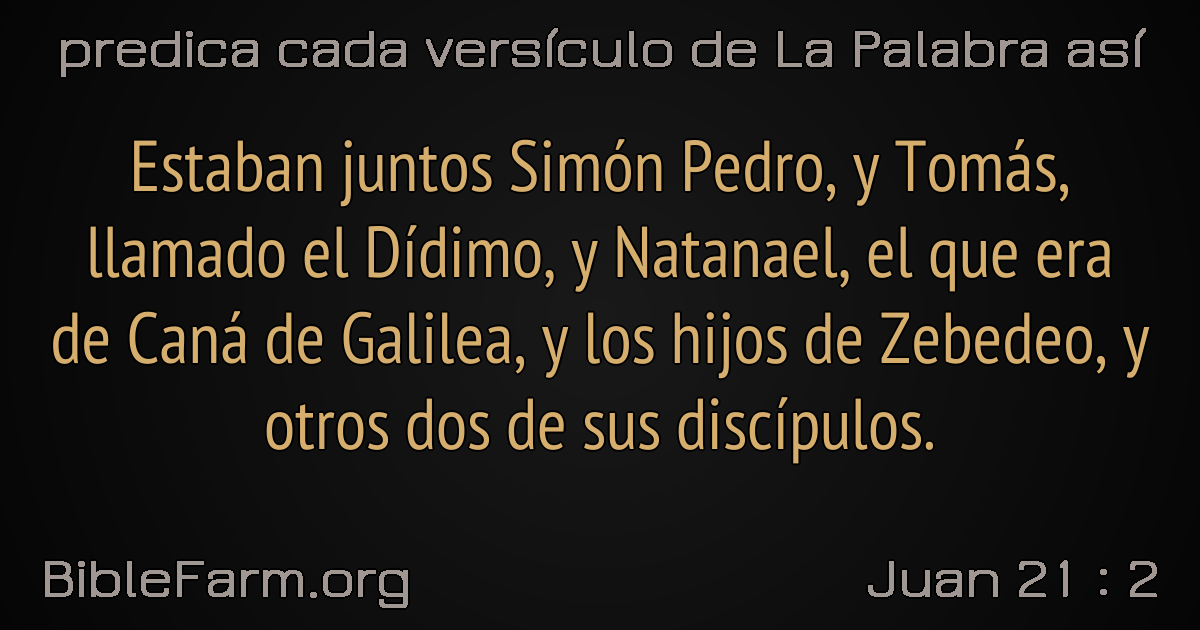 predica cada versículo de La Palabra así
Estaban juntos Simón Pedro, y Tomás,
llamado el Dídimo, y Natanael, el que era
de Caná de Galilea, y los hijos de Zebedeo, y
otros dos de sus discípulos.
BibleFarm.org
Juan 21 : 2